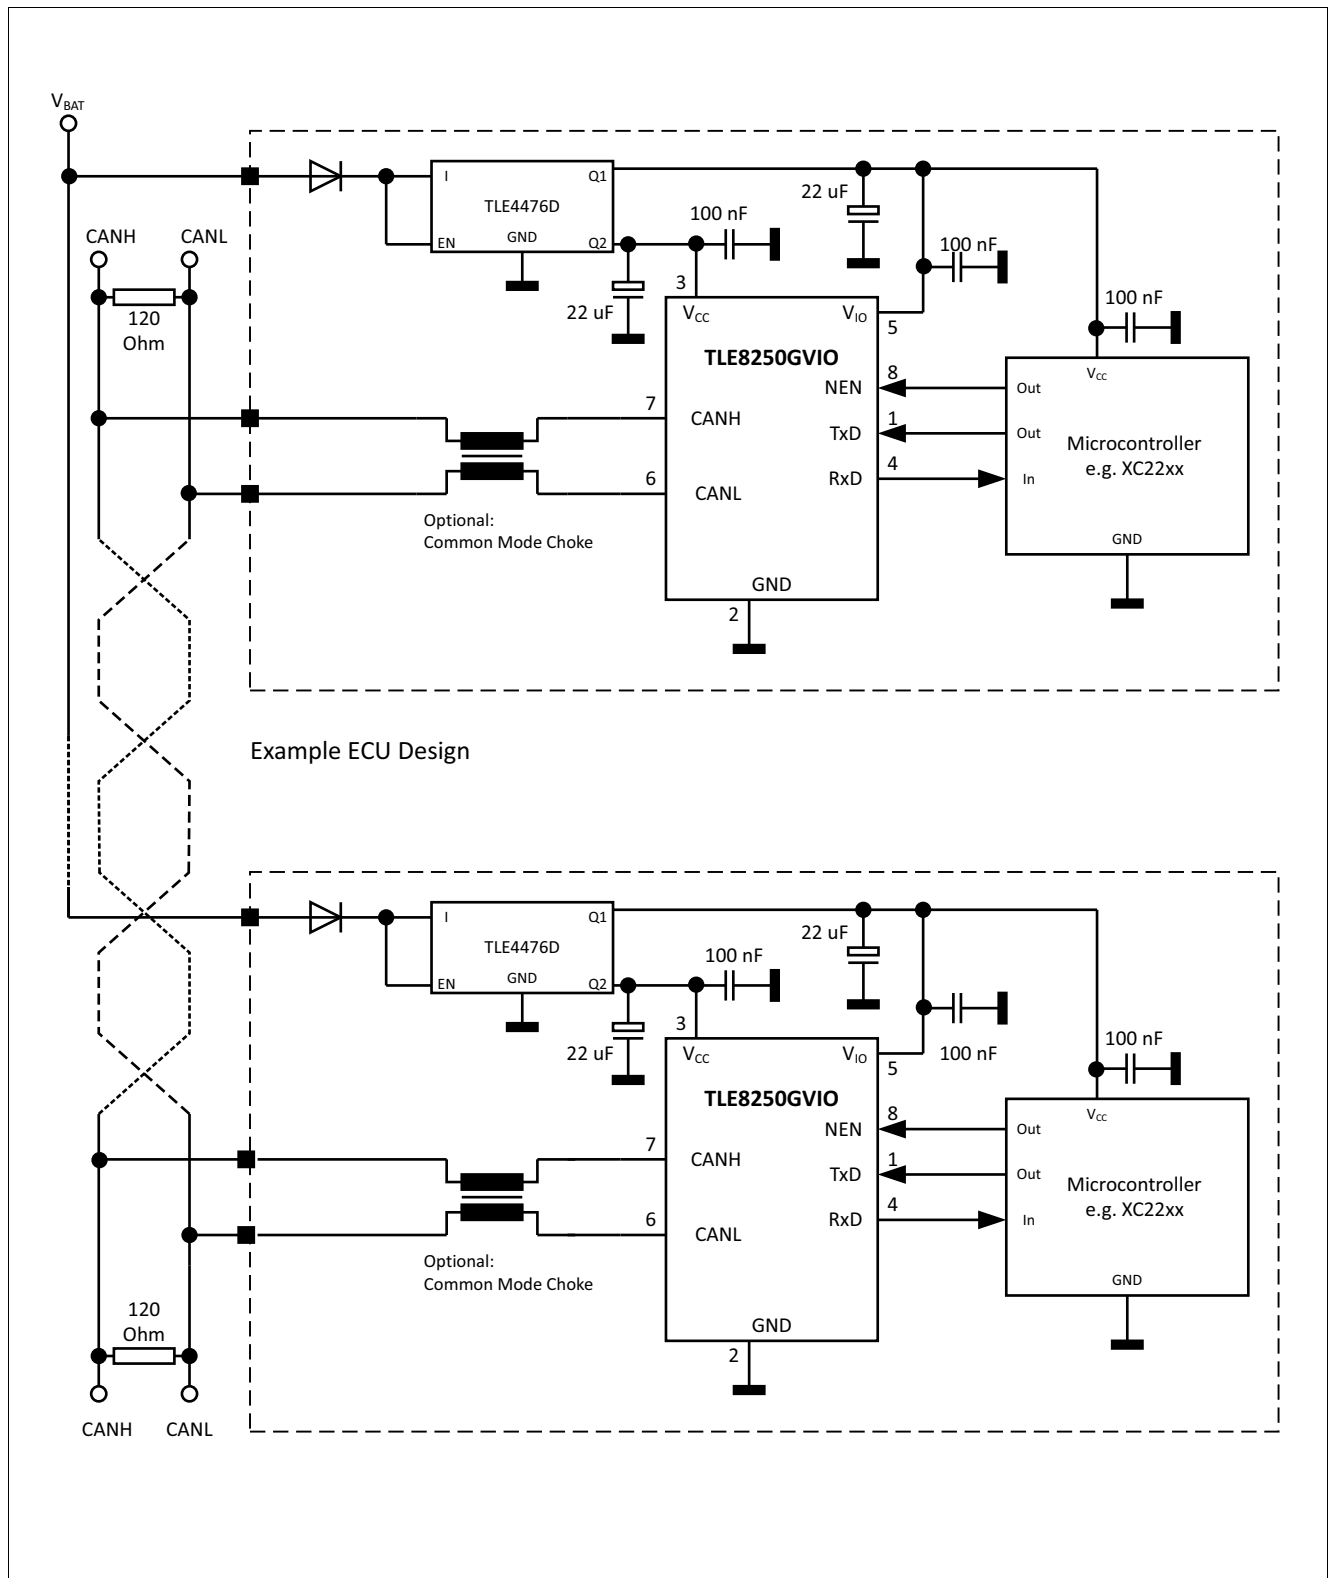 VBAT
CANH CANL
120
Ohm
I Q1
TLE4476D
EN GND Q2
22 uF
100 nF
100 nF
100 nF
22 uF
3
VCC VIO
5
TLE8250GVIO
NEN 8
TxD 1
RxD 4
7 CANH
6 CANL
GND
2
Optional:
Common Mode Choke
VCC
Out
Out
In
Microcontroller
e.g. XC22xx
GND
Example ECU Design
I Q1
TLE4476D
EN GND Q2
22 uF
100 nF
100 nF
100 nF
22 uF
3
VCC VIO
5
TLE8250GVIO
NEN 8
TxD 1
RxD 4
7 CANH
6 CANL
GND
2
Optional:
Common Mode Choke
VCC
Out
Out
In
Microcontroller
e.g. XC22xx
GND
120
Ohm
CANH CANL